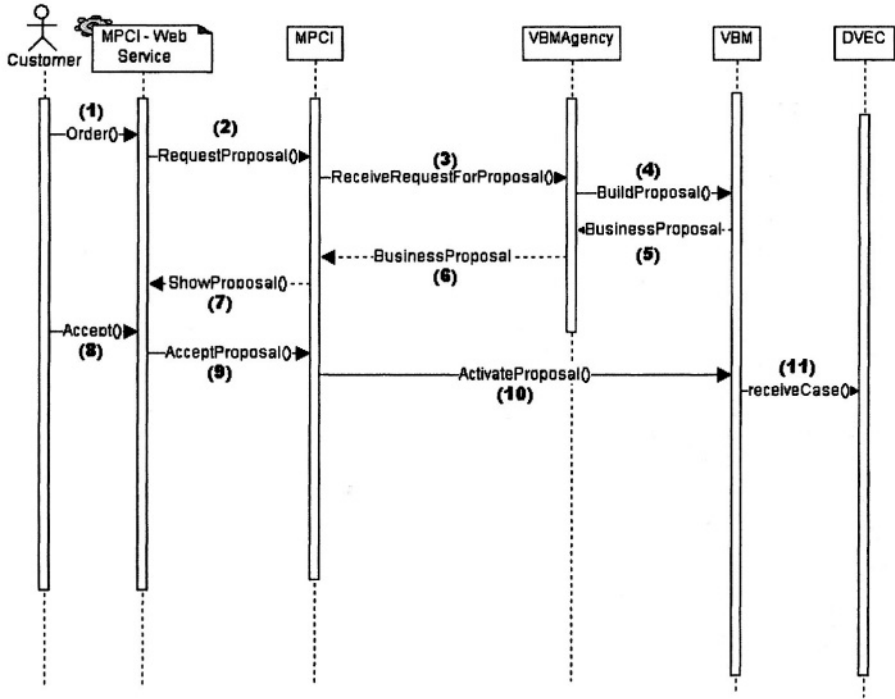 MPCI - Web
Service
MPCI
VBMAgency
VBM
DVEC
Customer
(1)
Order()
(2)
RequestProposal()
(3)
ReceiveRequestForProposal()
(4)
BuildProposal()
BusinessProposal
(5)
BusinessProposal
(6)
ShowProposal()
(7)
Accept()
(8)
AcceptProposal()
(9)
ActivateProposal()
(10)
(11)
receiveCase()